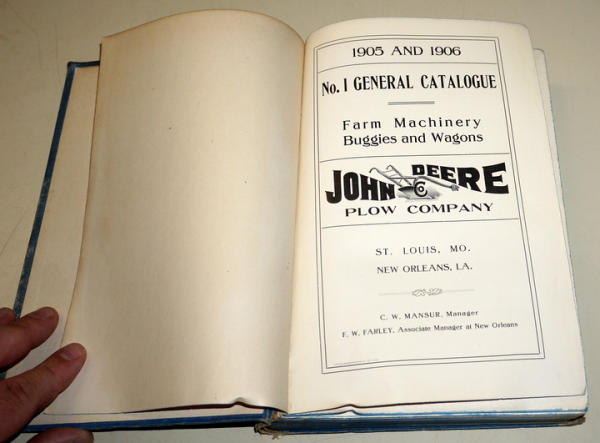 1905 AND 1906
No. 1 GENERAL CATALOGUE
Farm Machinery
Buggies and Wagons
JOHN DEERE
& CO
PLOW COMPANY
ST. LOUIS, MO.
NEW ORLEANS, LA.
C. W. MANSUR, Manager
F. W. FARLEY, Associate Manager at New Orleans